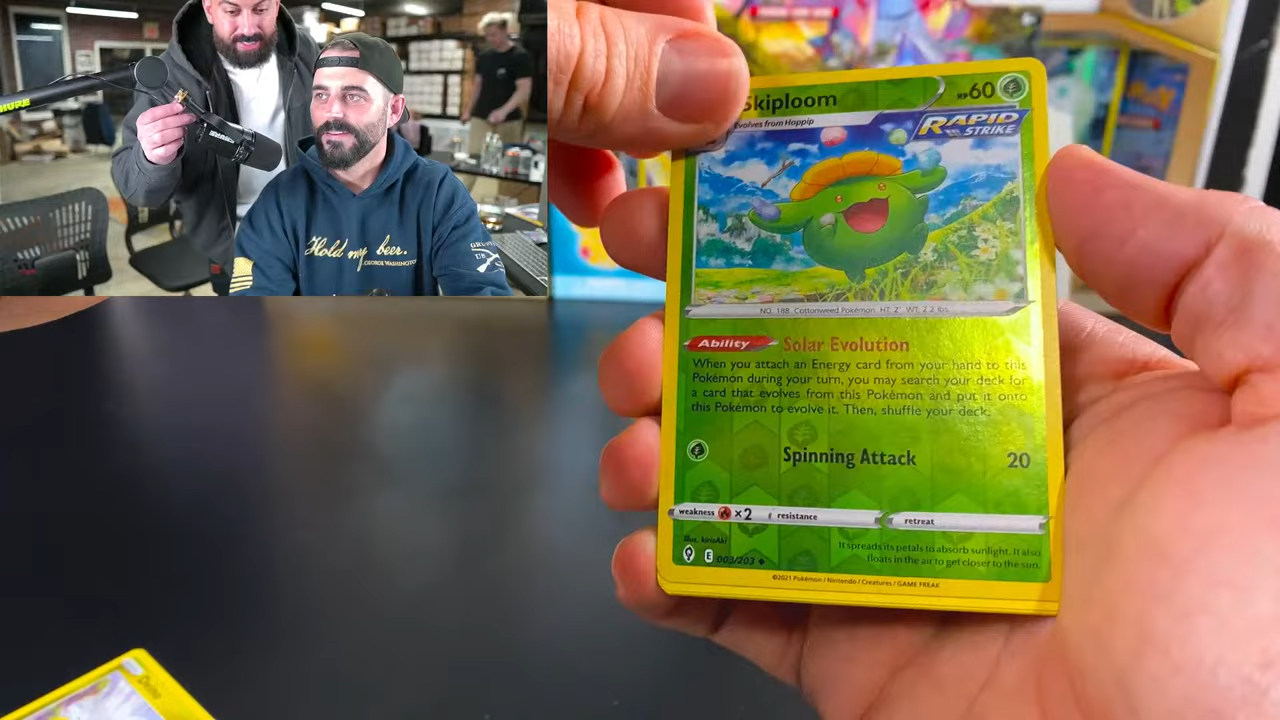 SHURE
Hold my beer.
GEORGE WASHINGTON
Skiploom
HP 60
Evolves from Hoppip
RAPID
STRIKE
NO. 188 Cottonweed Pokémon HT: 2' WT: 2.2 lbs.
Ability Solar Evolution
When you attach an Energy card from your hand to this
Pokémon during your turn, you may search your deck for
a card that evolves from this Pokémon and put it onto
this Pokémon to evolve it. Then, shuffle your deck.
Spinning Attack 20
weakness ×2 resistance retreat
Illus. kirisAki
E 003/203
It spreads its petals to absorb sunlight. It also
floats in the air to get closer to the sun.
©2021 Pokémon / Nintendo / Creatures / GAME FREAK